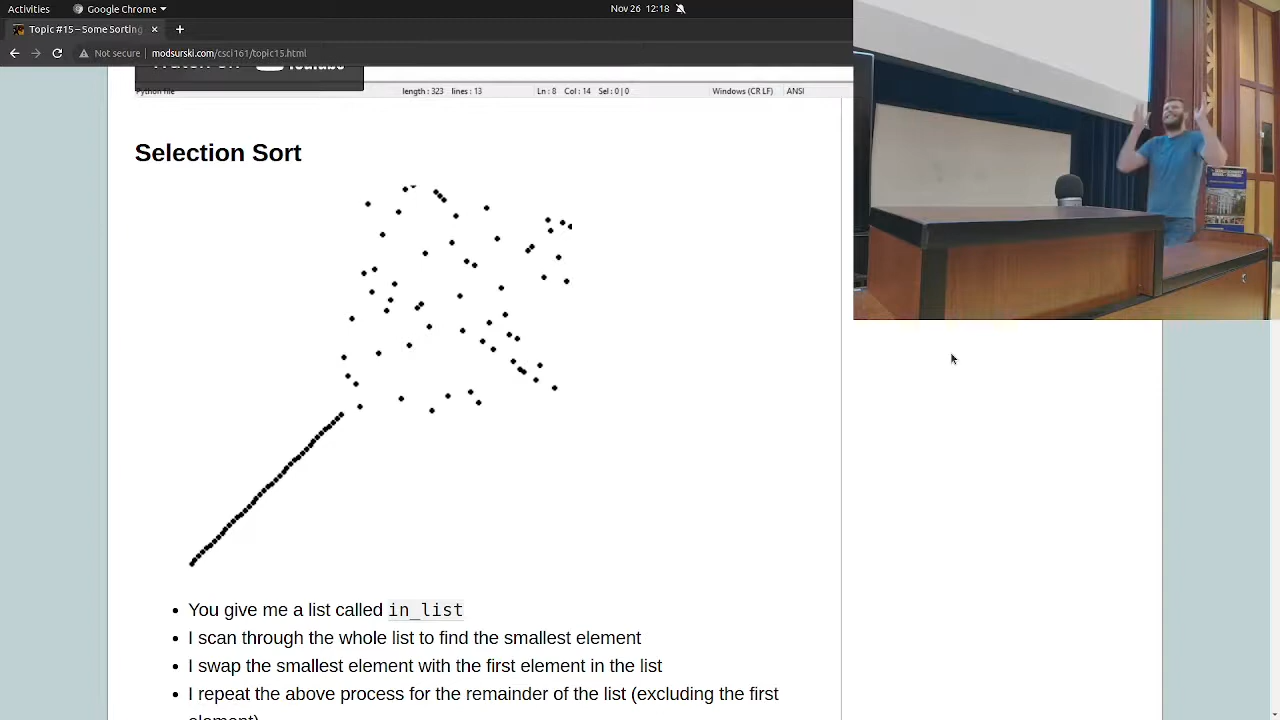 Activities
Google Chrome
Nov 26 12:18
Topic #15 – Some Sorting
Not secure
modsurski.com/csci161/topic15.html
Python file
length : 323 lines : 13
Ln : 8 Col : 14 Sel : 0 | 0
Windows (CR LF)
ANSI
Selection Sort
• You give me a list called in_list
• I scan through the whole list to find the smallest element
• I swap the smallest element with the first element in the list
• I repeat the above process for the remainder of the list (excluding the first
element)